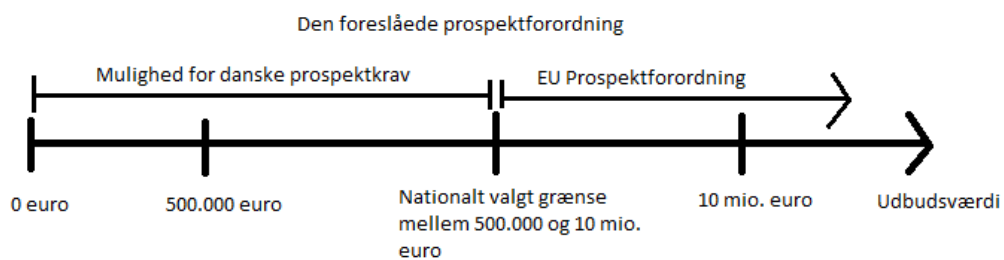 Den foreslåede prospektforordning
Mulighed for danske prospektkrav
EU Prospektforordning
0 euro
500.000 euro
Nationalt valgt grænse
mellem 500.000 og 10 mio.
euro
10 mio. euro
Udbudsværdi